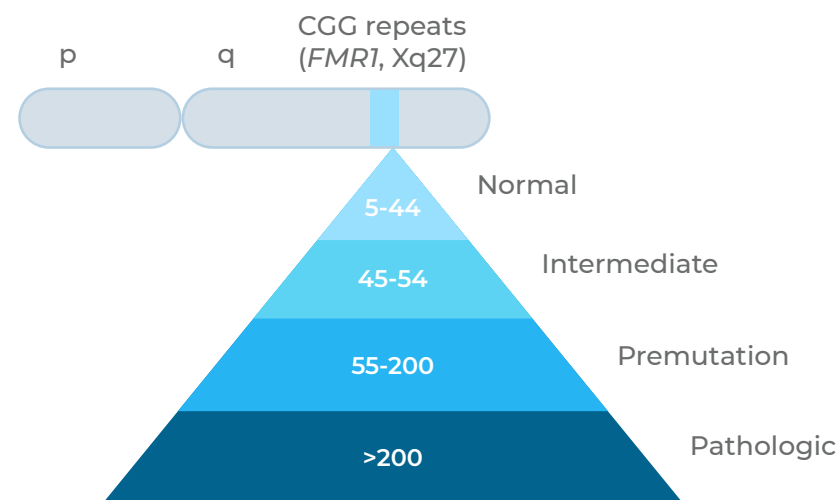 p
q
CGG repeats
(FMR1, Xq27)
Normal
5-44
Intermediate
45-54
Premutation
55-200
Pathologic
>200